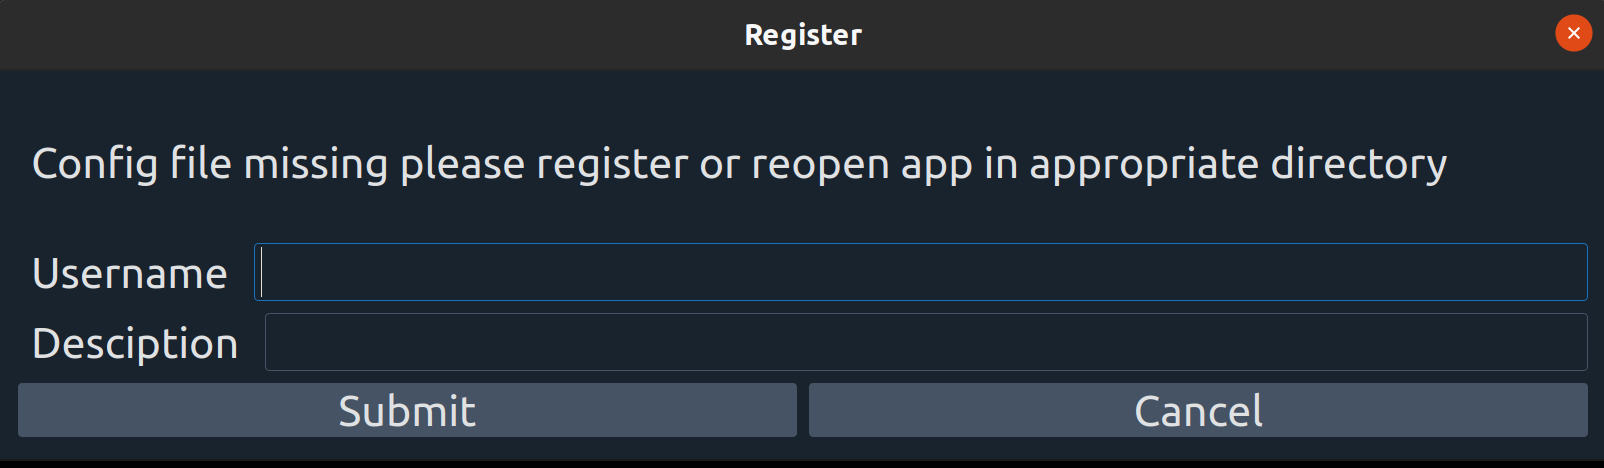 Register
Config file missing please register or reopen app in appropriate directory
Username
Desciption
Submit Cancel